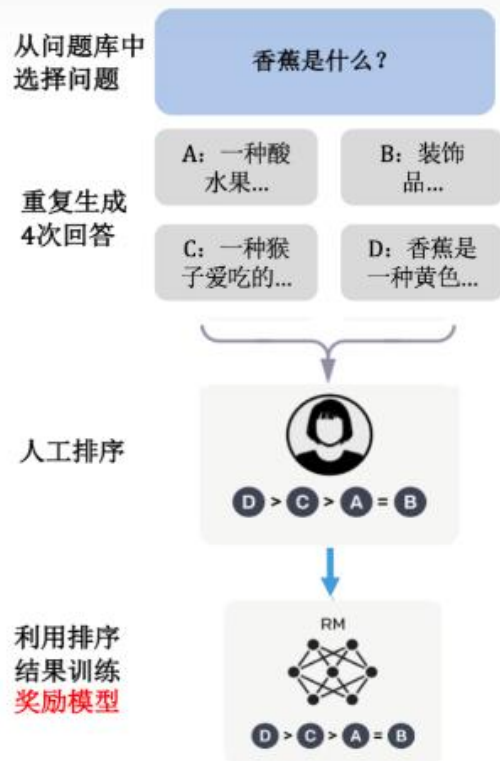 从问题库中
选择问题
香蕉是什么？
重复生成
4次回答
A：一种酸
水果...
B：装饰
品...
C：一种猴
子爱吃的...
D：香蕉是
一种黄色...
人工排序
D > C > A = B
利用排序
结果训练
奖励模型
RM
D > C > A = B